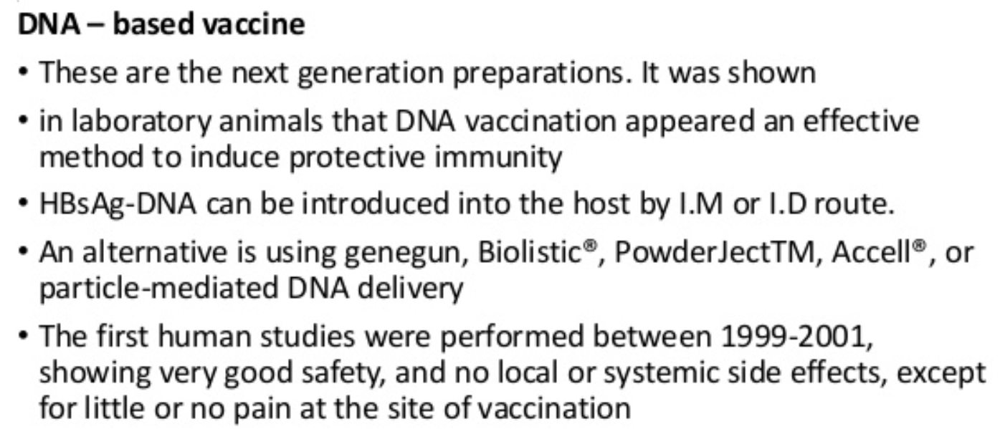 DNA – based vaccine
• These are the next generation preparations. It was shown
• in laboratory animals that DNA vaccination appeared an effective
method to induce protective immunity
• HBsAg-DNA can be introduced into the host by I.M or I.D route.
• An alternative is using genegun, Biolistic®, PowderJectTM, Accell®, or
particle-mediated DNA delivery
• The first human studies were performed between 1999-2001,
showing very good safety, and no local or systemic side effects, except
for little or no pain at the site of vaccination